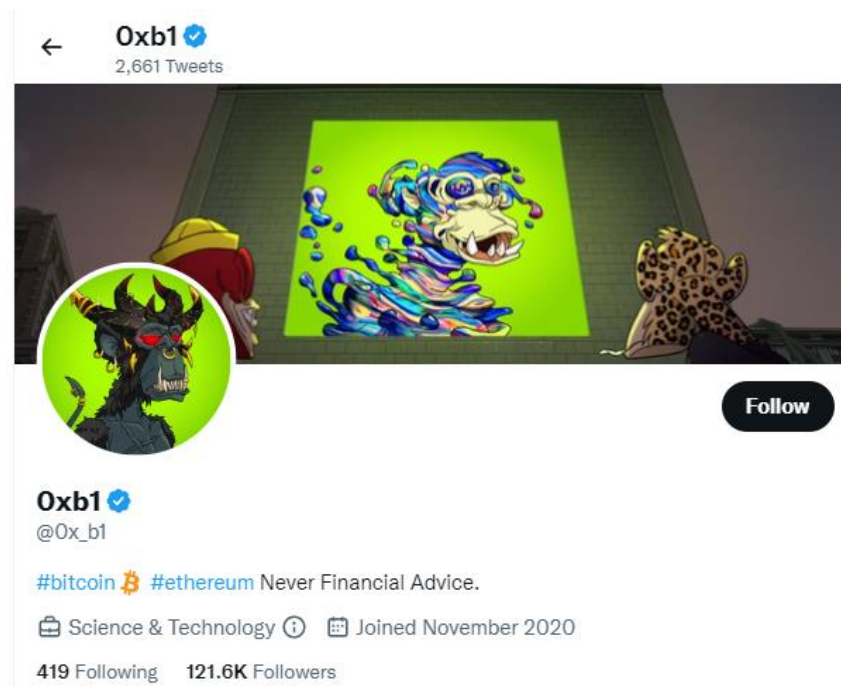 0xb1
2,661 Tweets
Follow
0xb1
@0x_b1
#bitcoin #ethereum Never Financial Advice.
Science & Technology Joined November 2020
419 Following 121.6K Followers